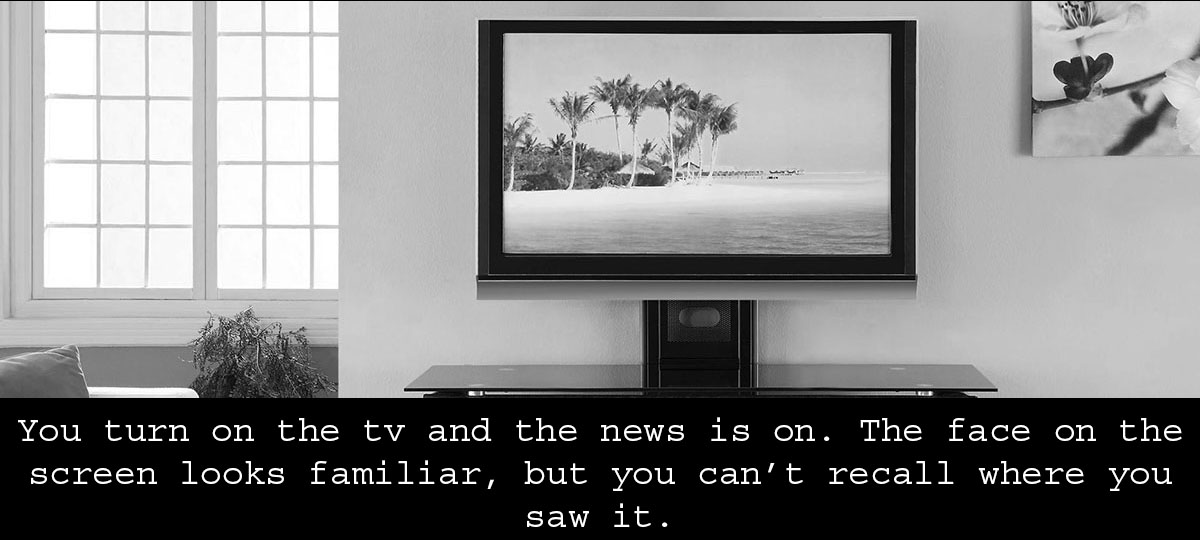 You turn on the tv and the news is on. The face on the
screen looks familiar, but you can’t recall where you
saw it.